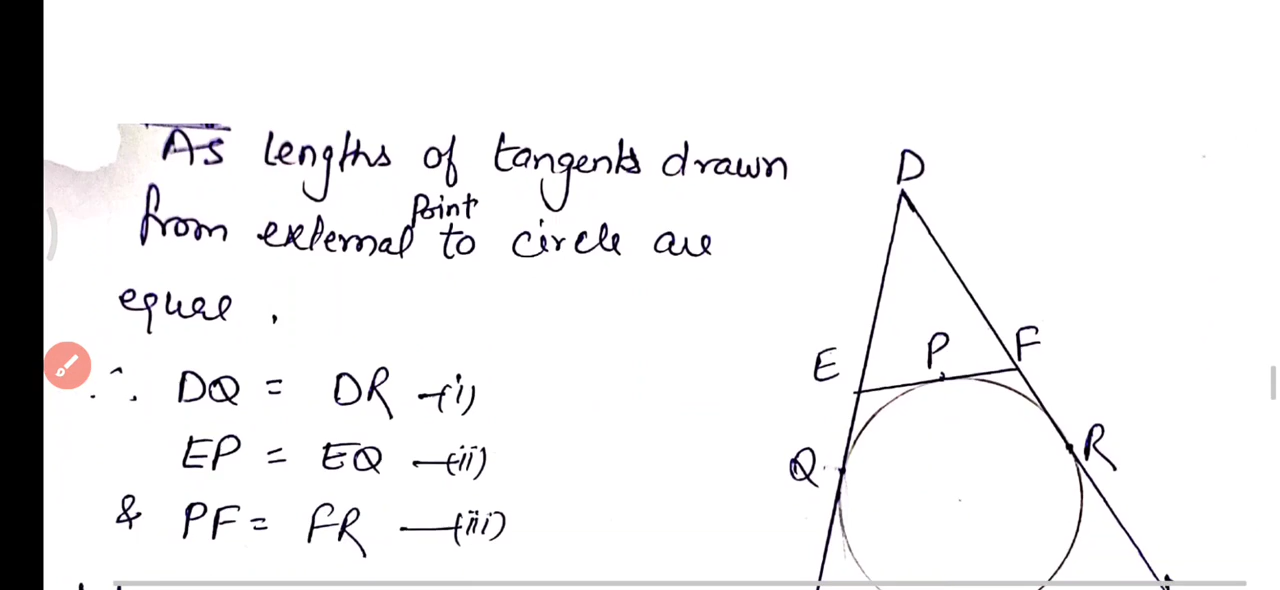 As lengths of tangents drawn
from external point to circle are
equal.
∴ DQ = DR —(i)
EP = EQ —(ii)
& PF = FR —(iii)
D
E
P
F
Q
R